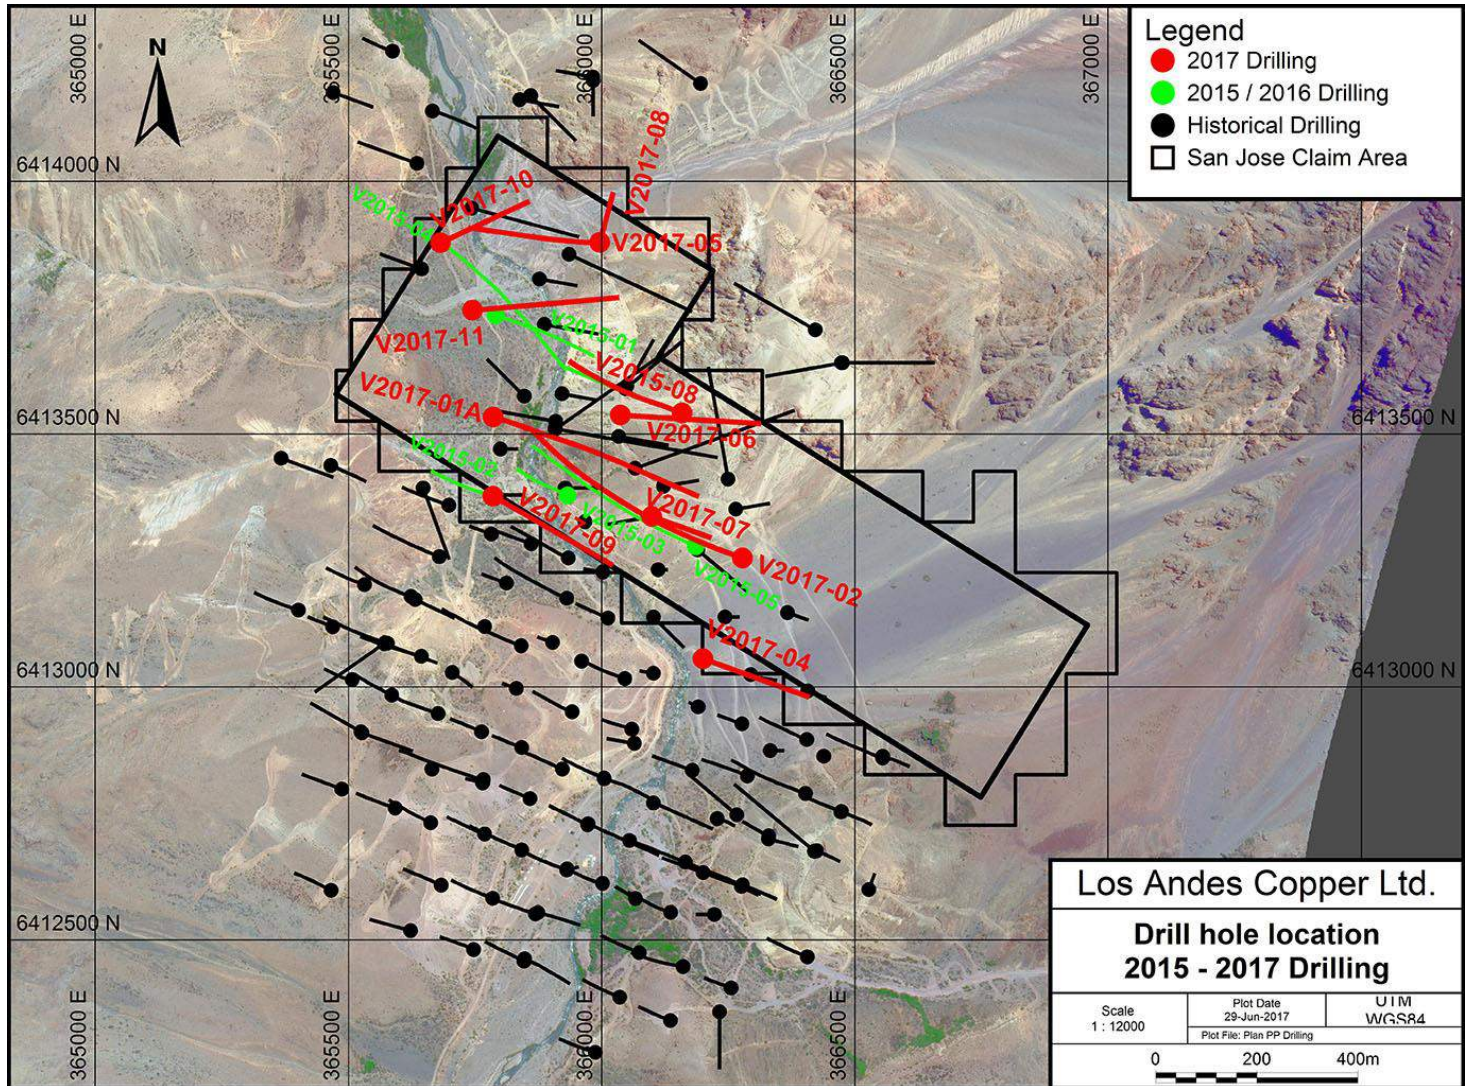 365000 E
365500 E
366000 E
366500 E
367000 E
N
Legend
2017 Drilling
2015 / 2016 Drilling
Historical Drilling
San Jose Claim Area
6414000 N
V2017-08
V2017-10
V2015-04
V2017-05
V2017-11
V2015-01
V2015-08
V2017-01A
V2017-06
6413500 N
6413500 N
V2015-02
V2017-07
V2017-09
V2015-03
V2017-02
V2015-05
V2017-04
6413000 N
6413000 N
6412500 N
365000 E
365500 E
366000 E
366500 E
Los Andes Copper Ltd.
Drill hole location
2015 - 2017 Drilling
Scale
1 : 12000
Plot Date
29-Jun-2017
Plot File: Plan PP Drilling
UTM
WGS84
0 200 400m